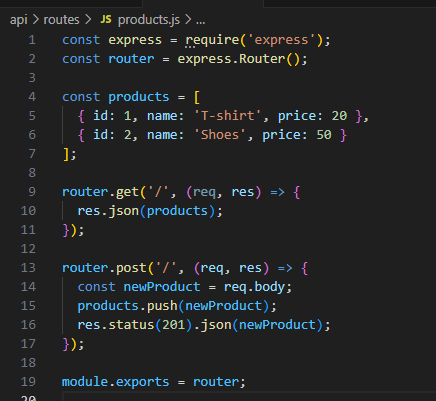 api > routes > JS products.js > ...
1 const express = require('express');
2 const router = express.Router();
3
4 const products = [
5   { id: 1, name: 'T-shirt', price: 20 },
6   { id: 2, name: 'Shoes', price: 50 }
7 ];
8
9 router.get('/', (req, res) => {
10   res.json(products);
11 });
12
13 router.post('/', (req, res) => {
14   const newProduct = req.body;
15   products.push(newProduct);
16   res.status(201).json(newProduct);
17 });
18
19 module.exports = router;
20